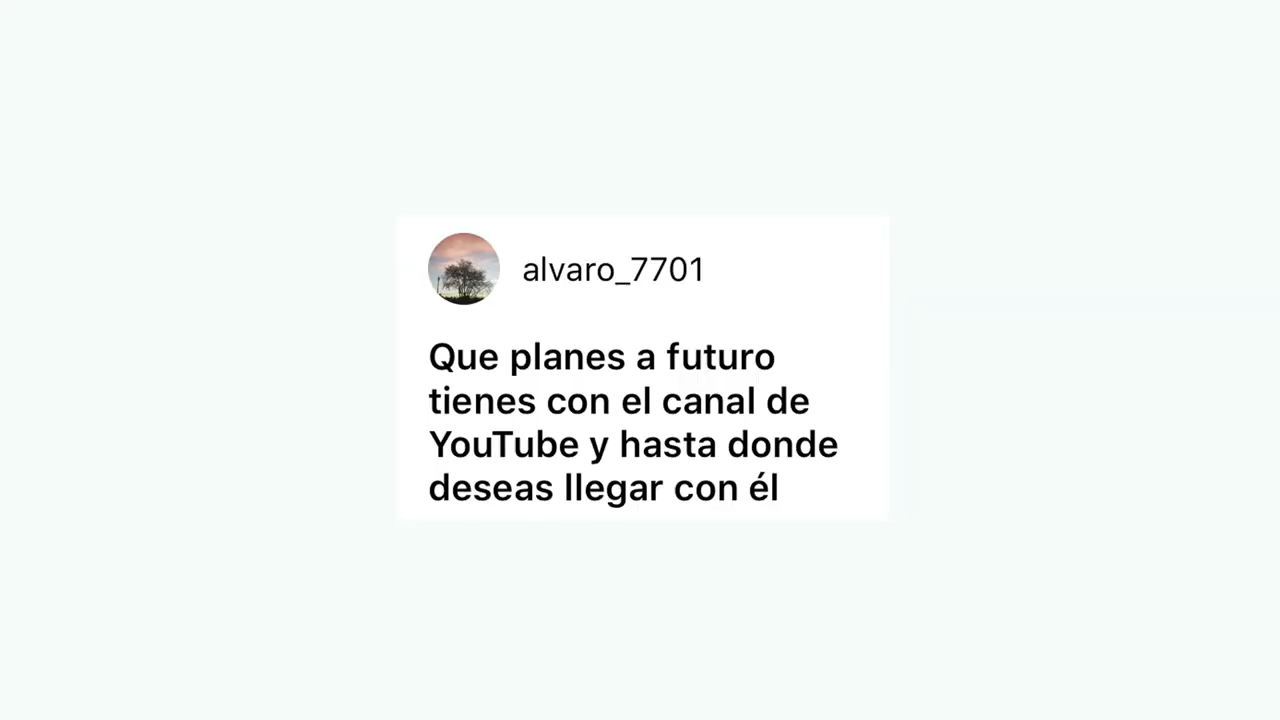 alvaro_7701
Que planes a futuro
tienes con el canal de
YouTube y hasta donde
deseas llegar con él